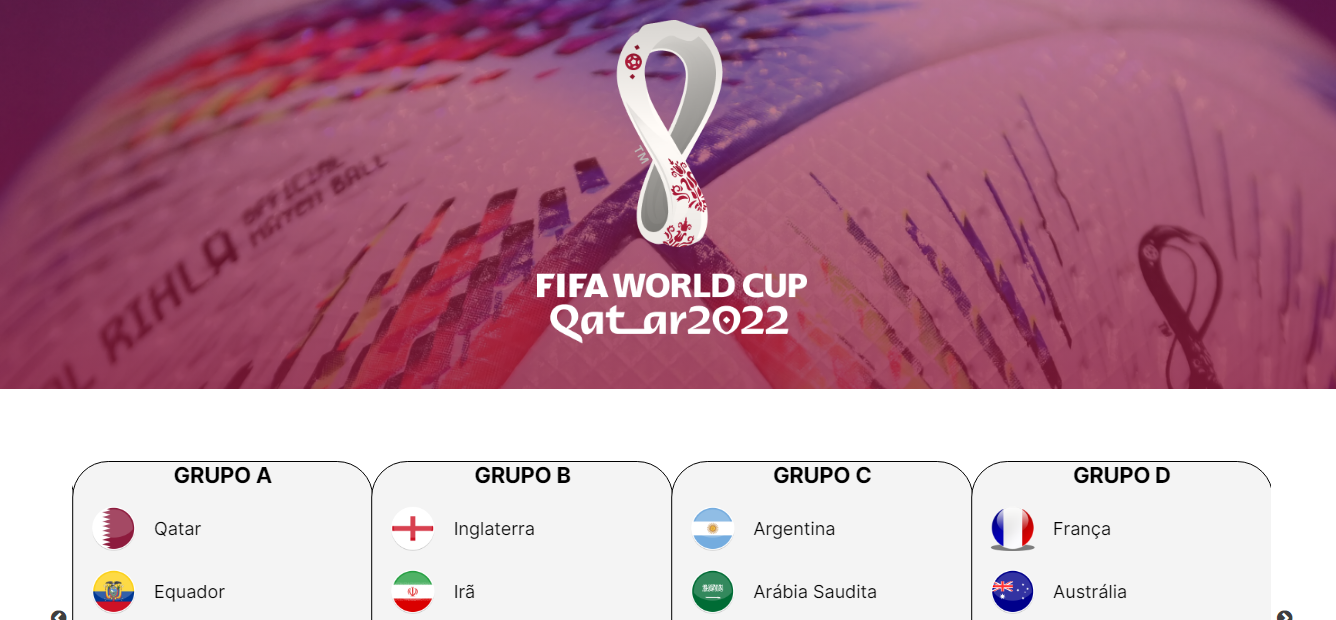 OFFICIAL
MATCH BALL
AL RIHLA
TM
FIFA WORLD CUP
Qatar2022
GRUPO A
GRUPO B
GRUPO C
GRUPO D
Qatar
Inglaterra
Argentina
França
Equador
Irã
Arábia Saudita
Austrália